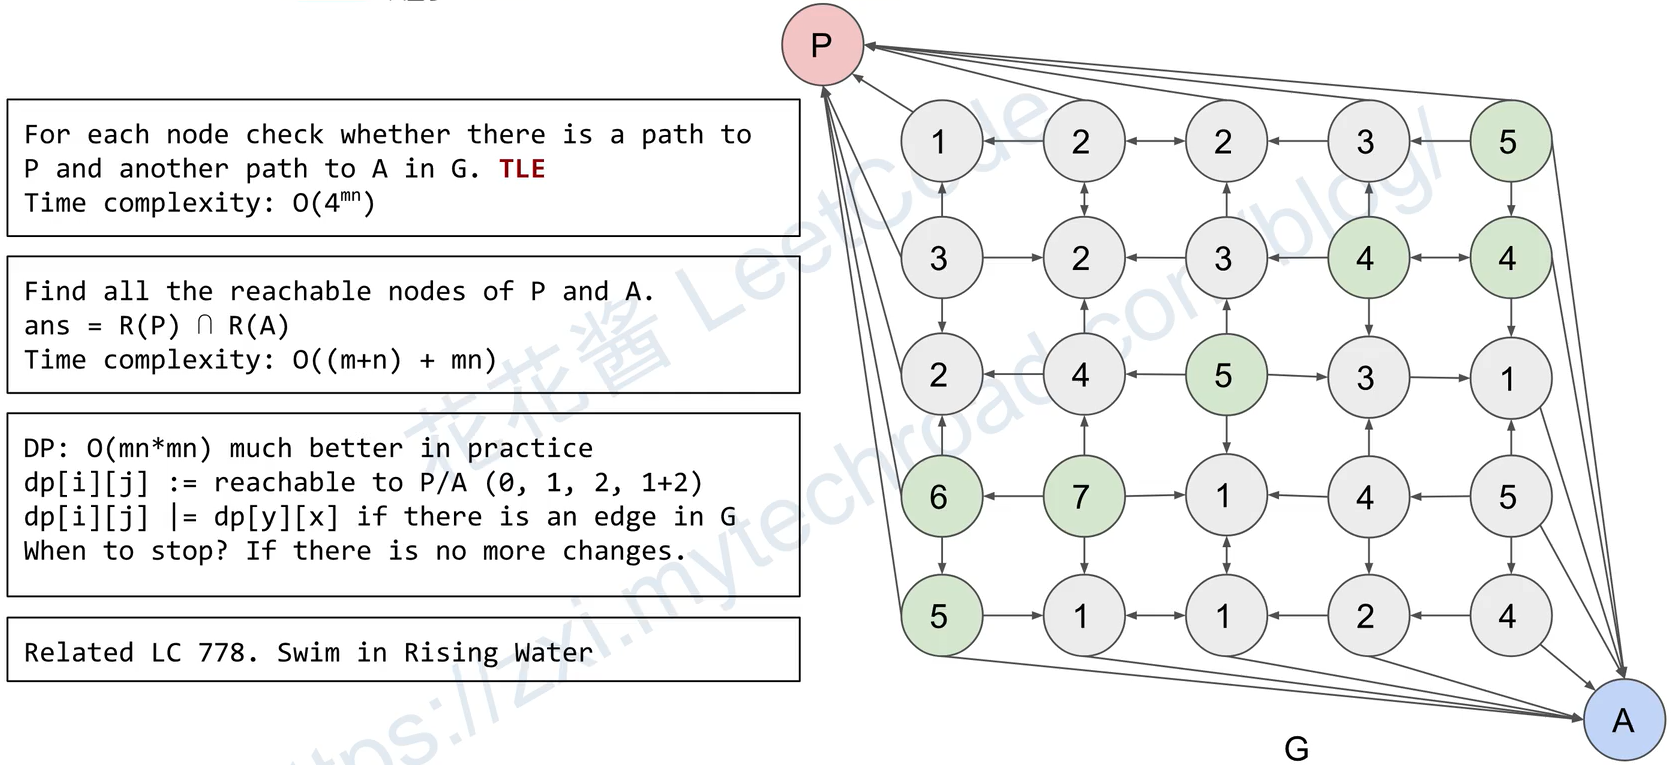 For each node check whether there is a path to
P and another path to A in G. TLE
Time complexity: O(4^mn)
Find all the reachable nodes of P and A.
ans = R(P) ∩ R(A)
Time complexity: O((m+n) + mn)
DP: O(mn*mn) much better in practice
dp[i][j] := reachable to P/A (0, 1, 2, 1+2)
dp[i][j] |= dp[y][x] if there is an edge in G
When to stop? If there is no more changes.
Related LC 778. Swim in Rising Water
P
1 2 2 3 5
3 2 3 4 4
2 4 5 3 1
6 7 1 4 5
5 1 1 2 4
A
G
花花酱 LeetCode
ttps://zxi.mytechroad.com/blog/